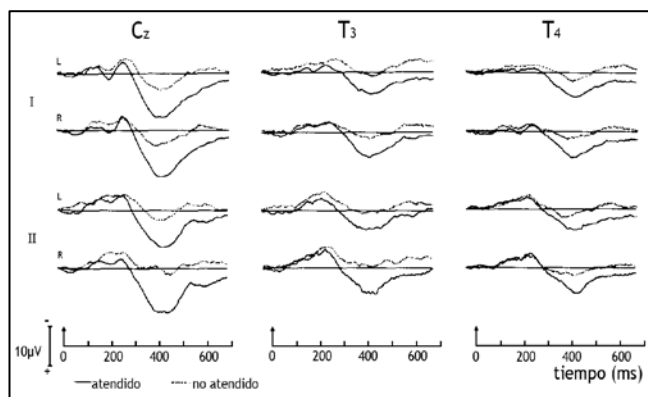 Cz T3 T4
L
I
R
L
II
R
-
10μV
+
0 200 400 600 0 200 400 600 0 200 400 600
atendido no atendido tiempo (ms)